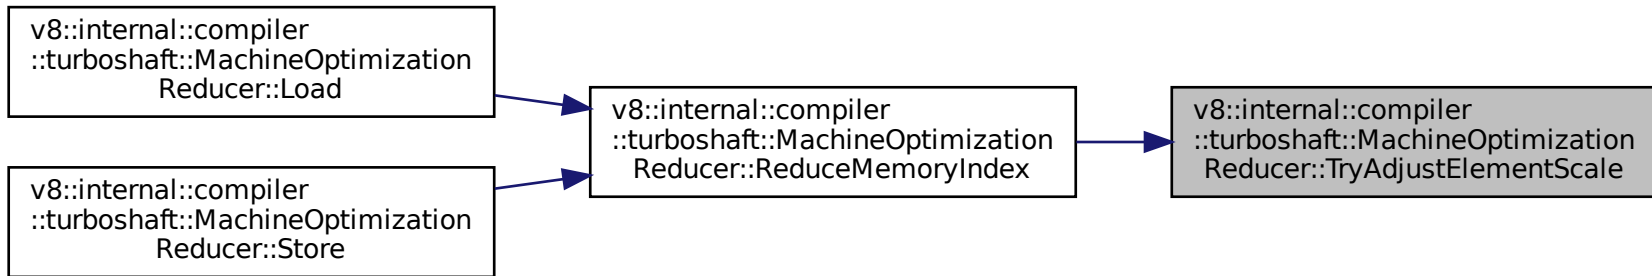 v8::internal::compiler
::turboshaft::MachineOptimization
Reducer::Load
v8::internal::compiler
::turboshaft::MachineOptimization
Reducer::Store
v8::internal::compiler
::turboshaft::MachineOptimization
Reducer::ReduceMemoryIndex
v8::internal::compiler
::turboshaft::MachineOptimization
Reducer::TryAdjustElementScale